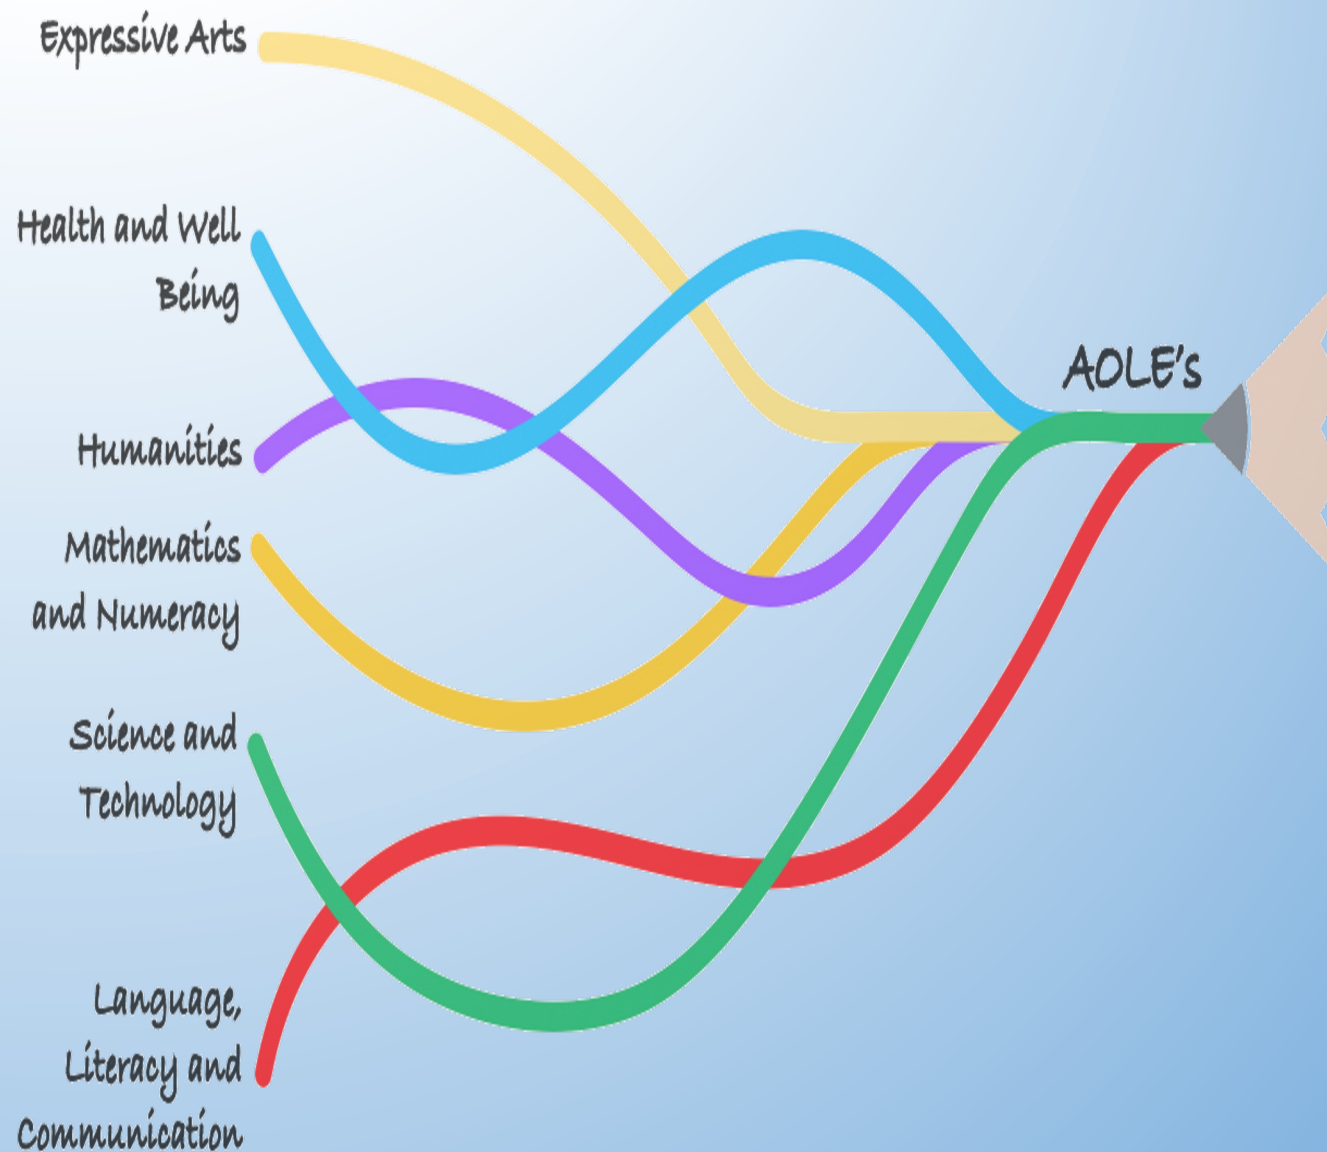 Expressive Arts
Health and Well
Being
AOLE's
Humanities
Mathematics
and Numeracy
Science and
Technology
Language,
Literacy and
Communication